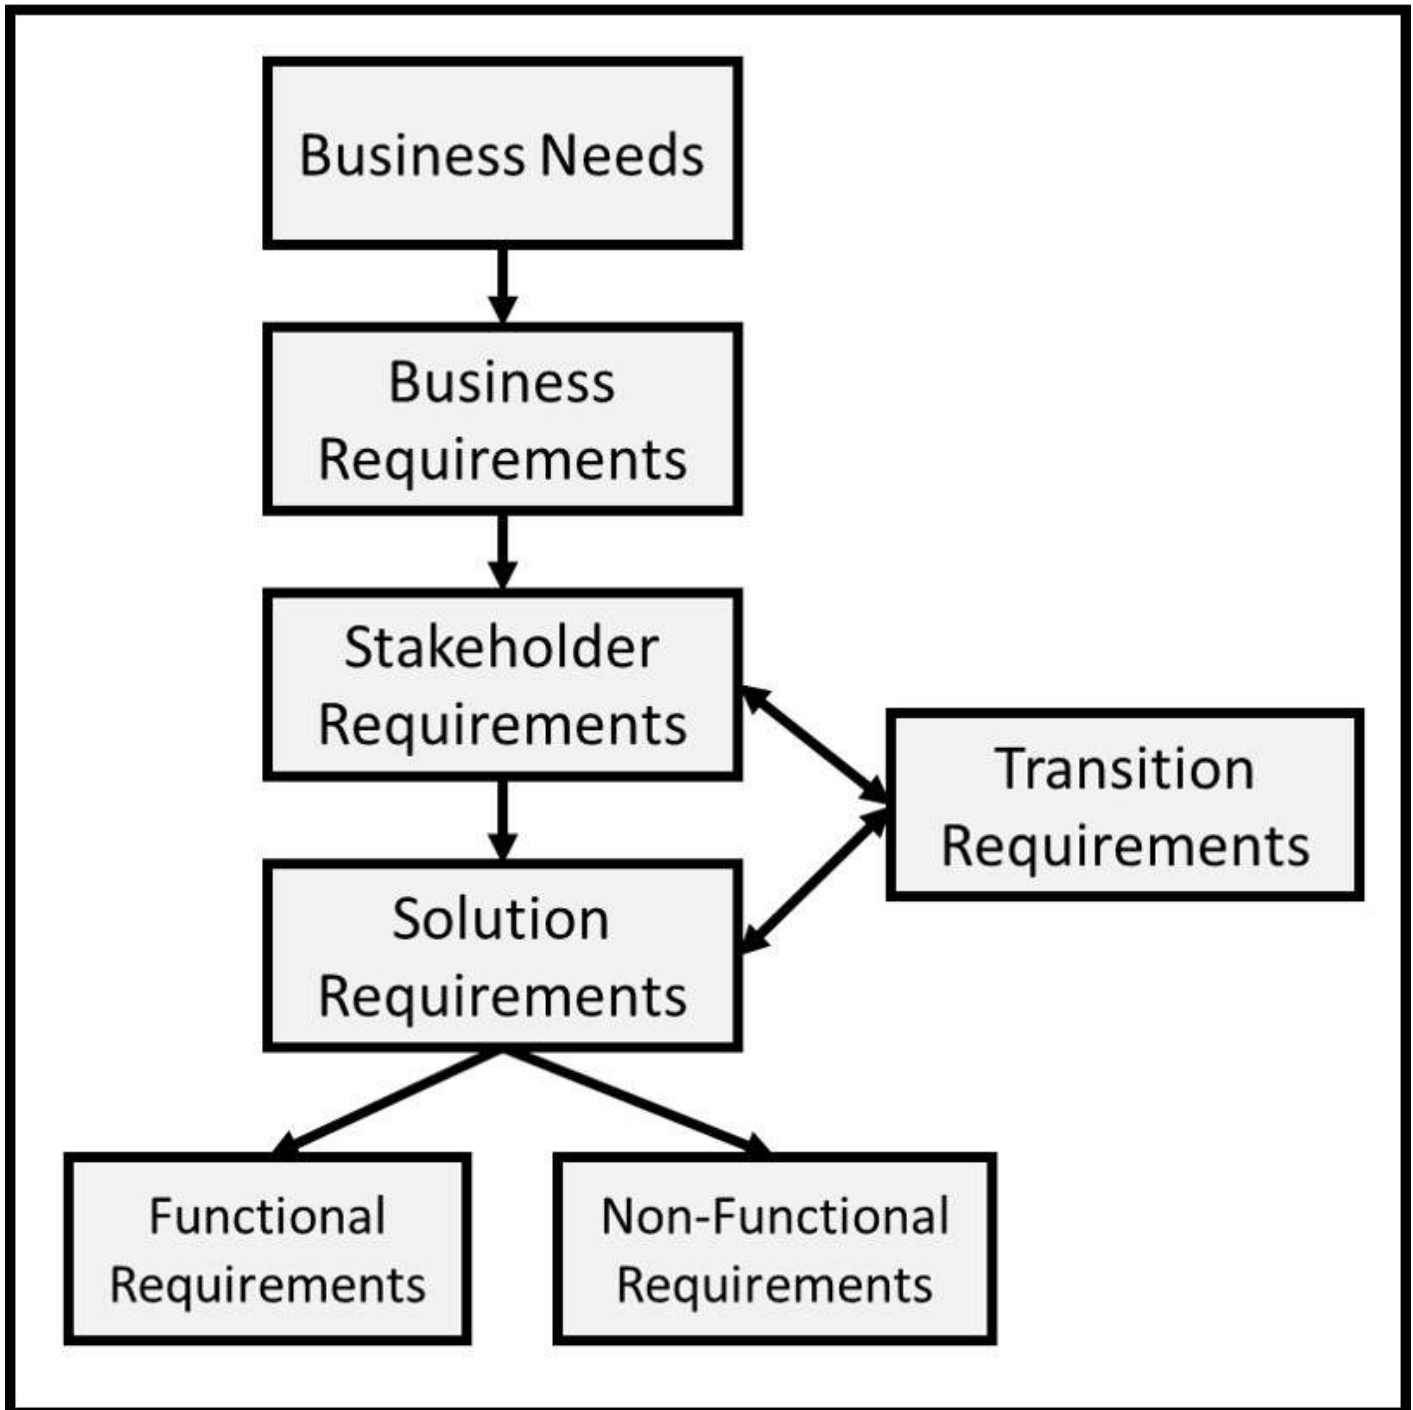 Business Needs
Business
Requirements
Stakeholder
Requirements
Transition
Requirements
Solution
Requirements
Functional
Requirements
Non-Functional
Requirements